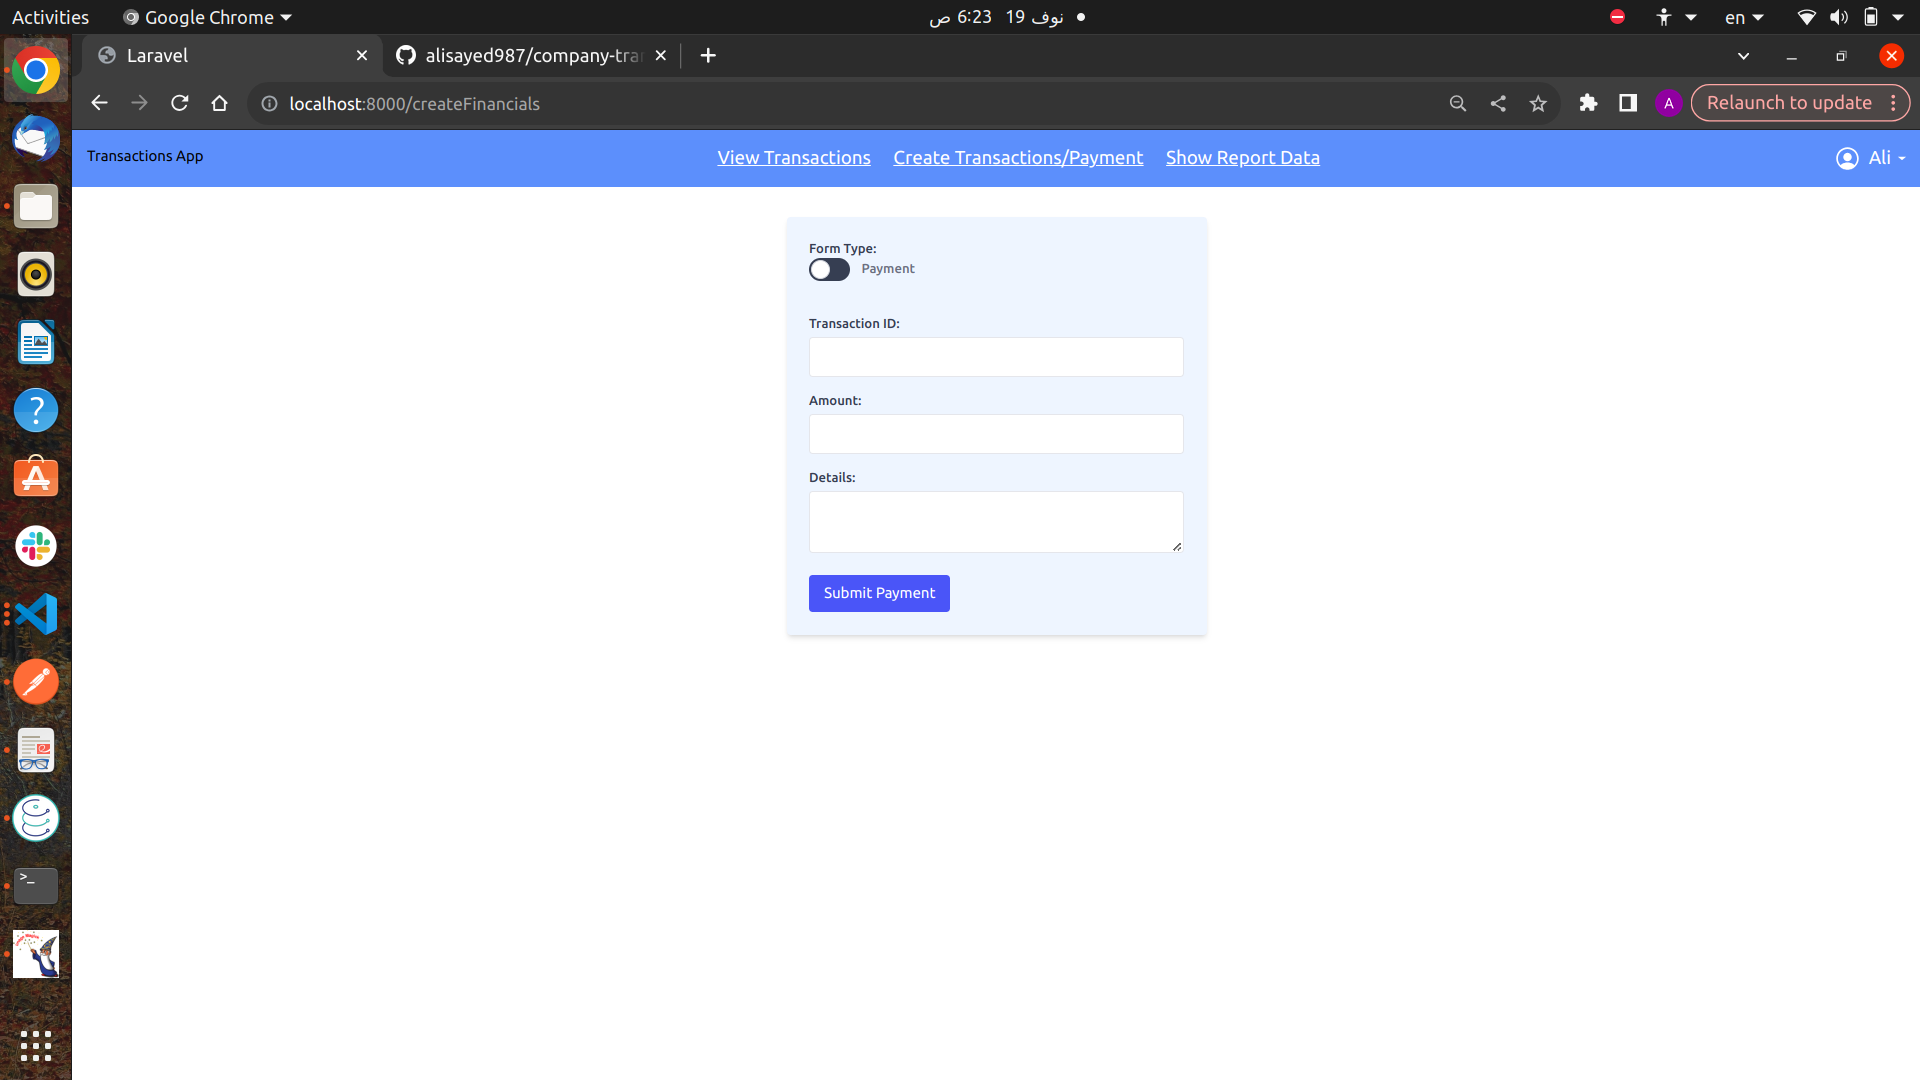 Activities
Google Chrome
6:23 ص   19 نوف
en
Laravel
alisayed987/company-tra
localhost:8000/createFinancials
A
Relaunch to update
Transactions App
View Transactions
Create Transactions/Payment
Show Report Data
Ali
Form Type:
Payment
Transaction ID:
Amount:
Details:
Submit Payment